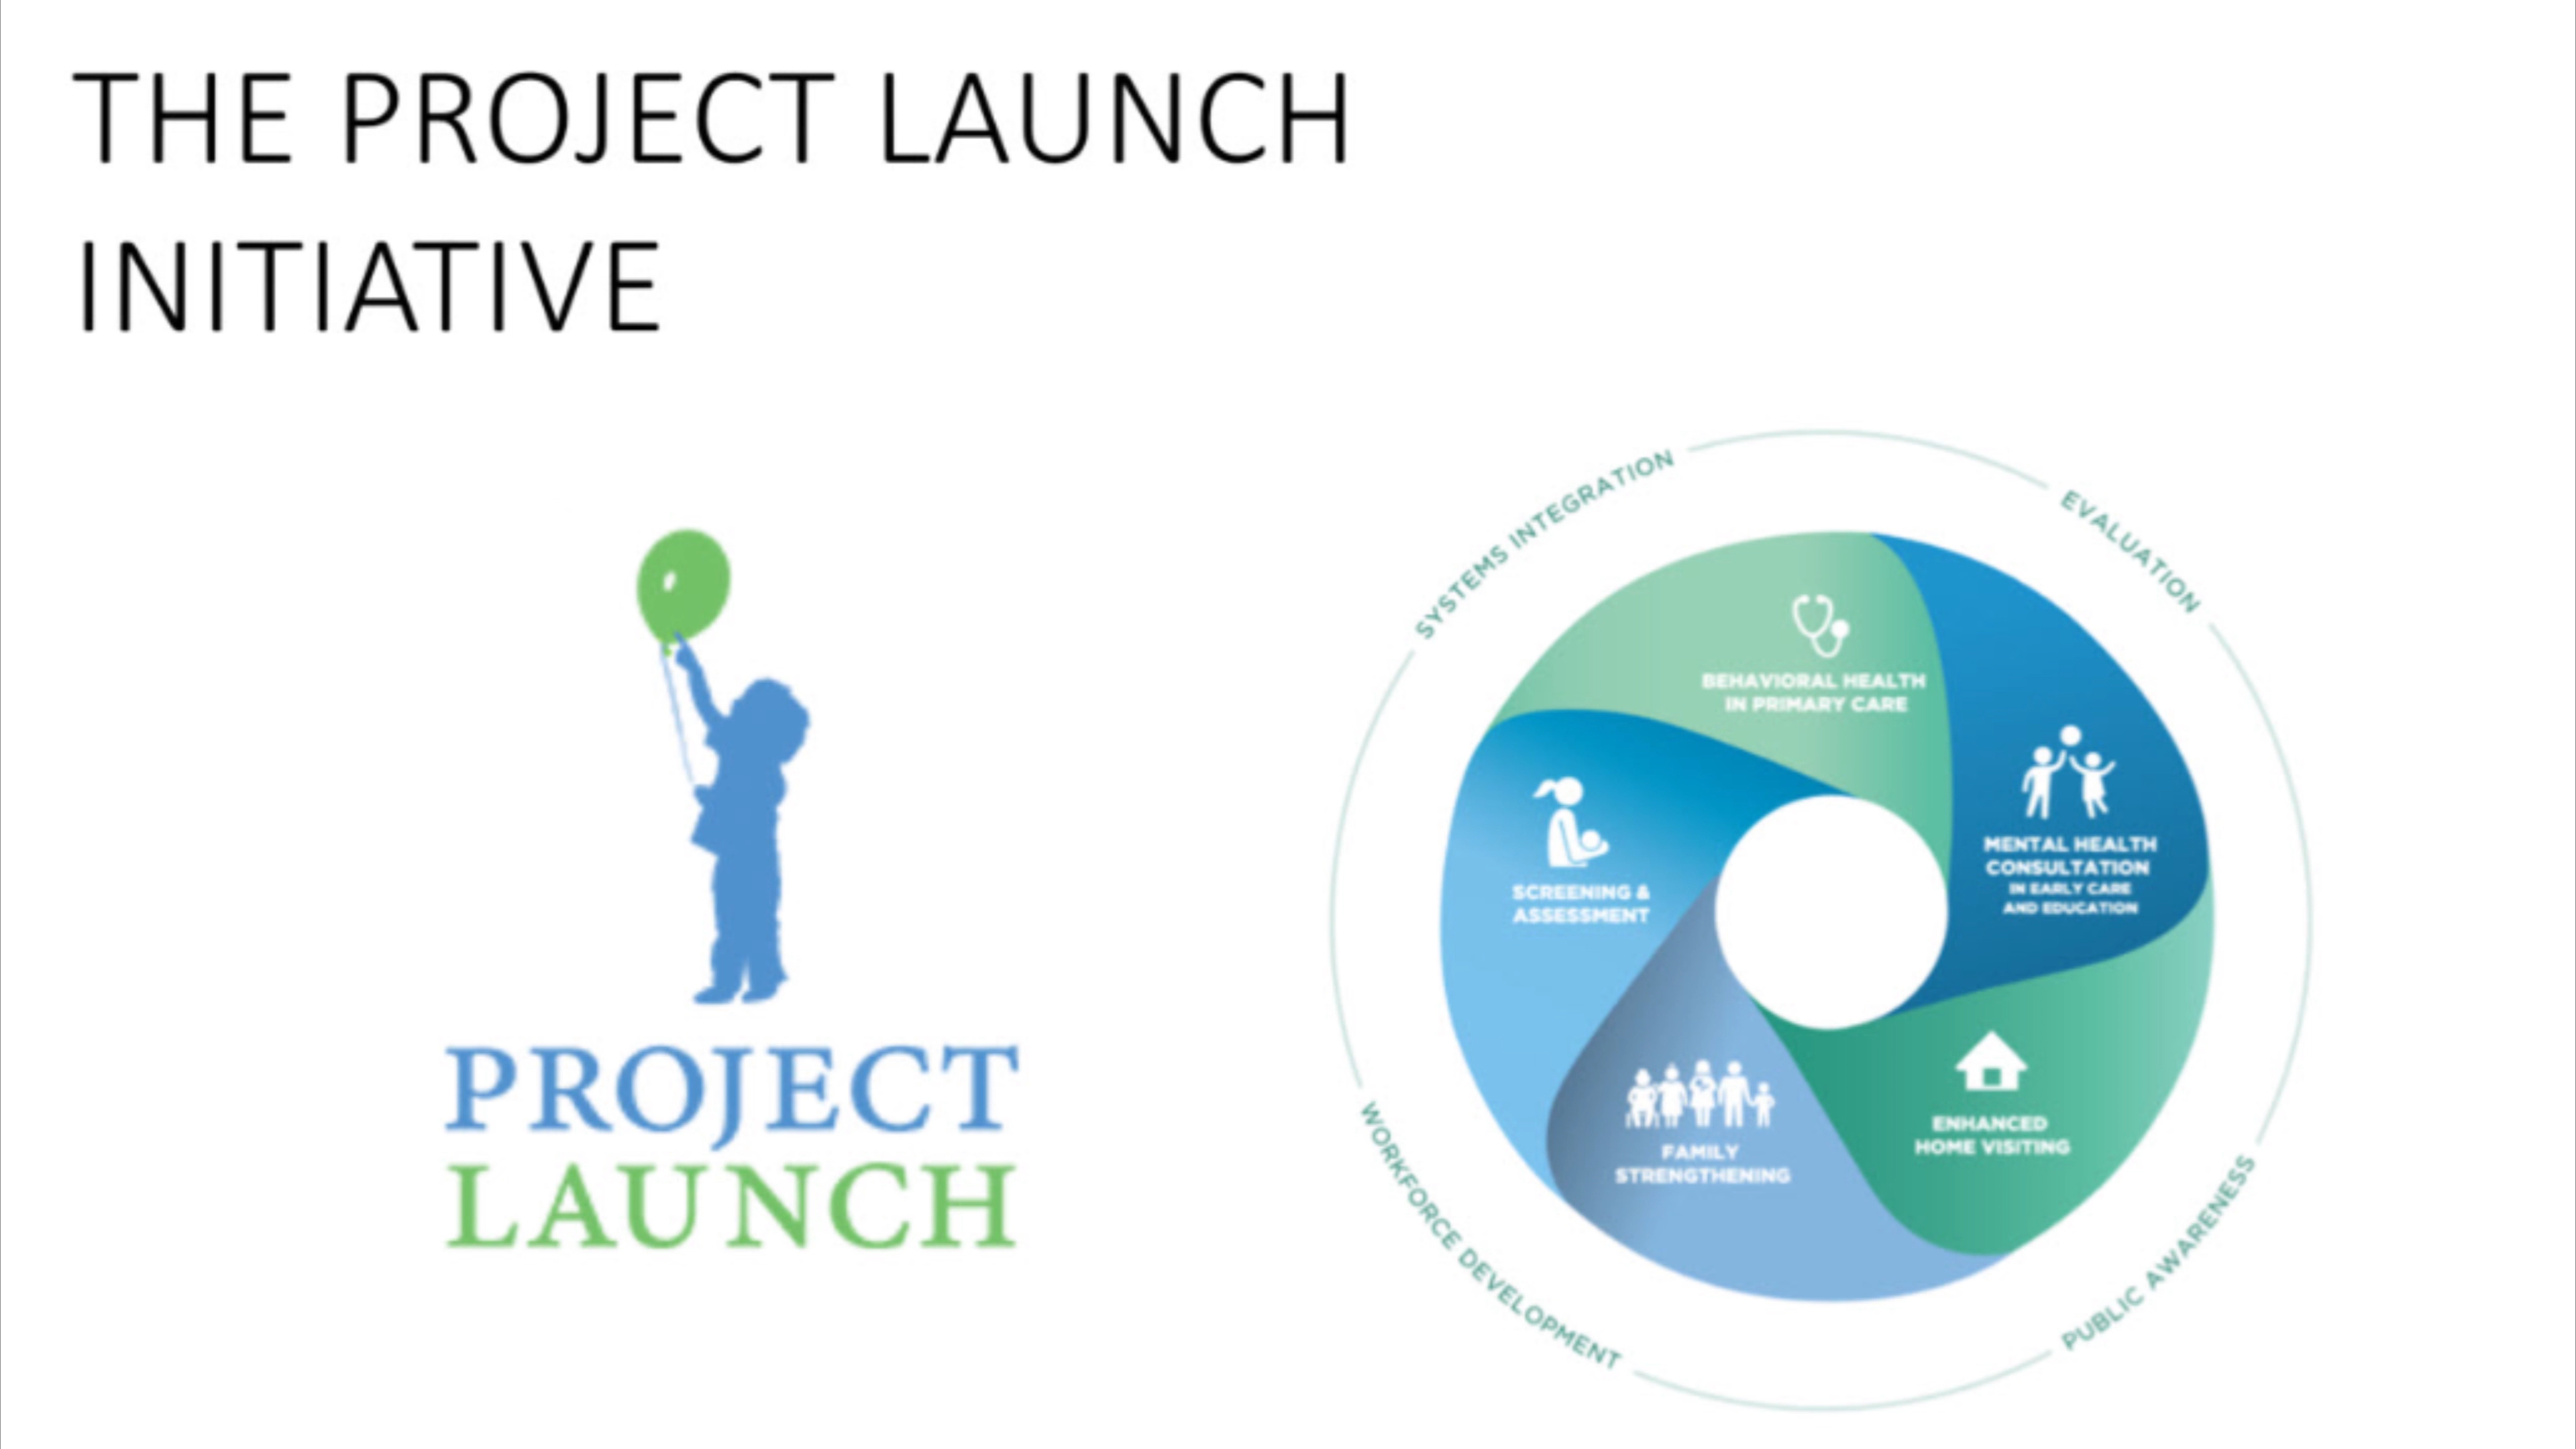 THE PROJECT LAUNCH
INITIATIVE
PROJECT
LAUNCH
SYSTEMS INTEGRATION
EVALUATION
BEHAVIORAL HEALTH
IN PRIMARY CARE
MENTAL HEALTH
CONSULTATION
IN EARLY CARE
AND EDUCATION
SCREENING &
ASSESSMENT
FAMILY
STRENGTHENING
ENHANCED
HOME VISITING
WORKFORCE DEVELOPMENT
PUBLIC AWARENESS